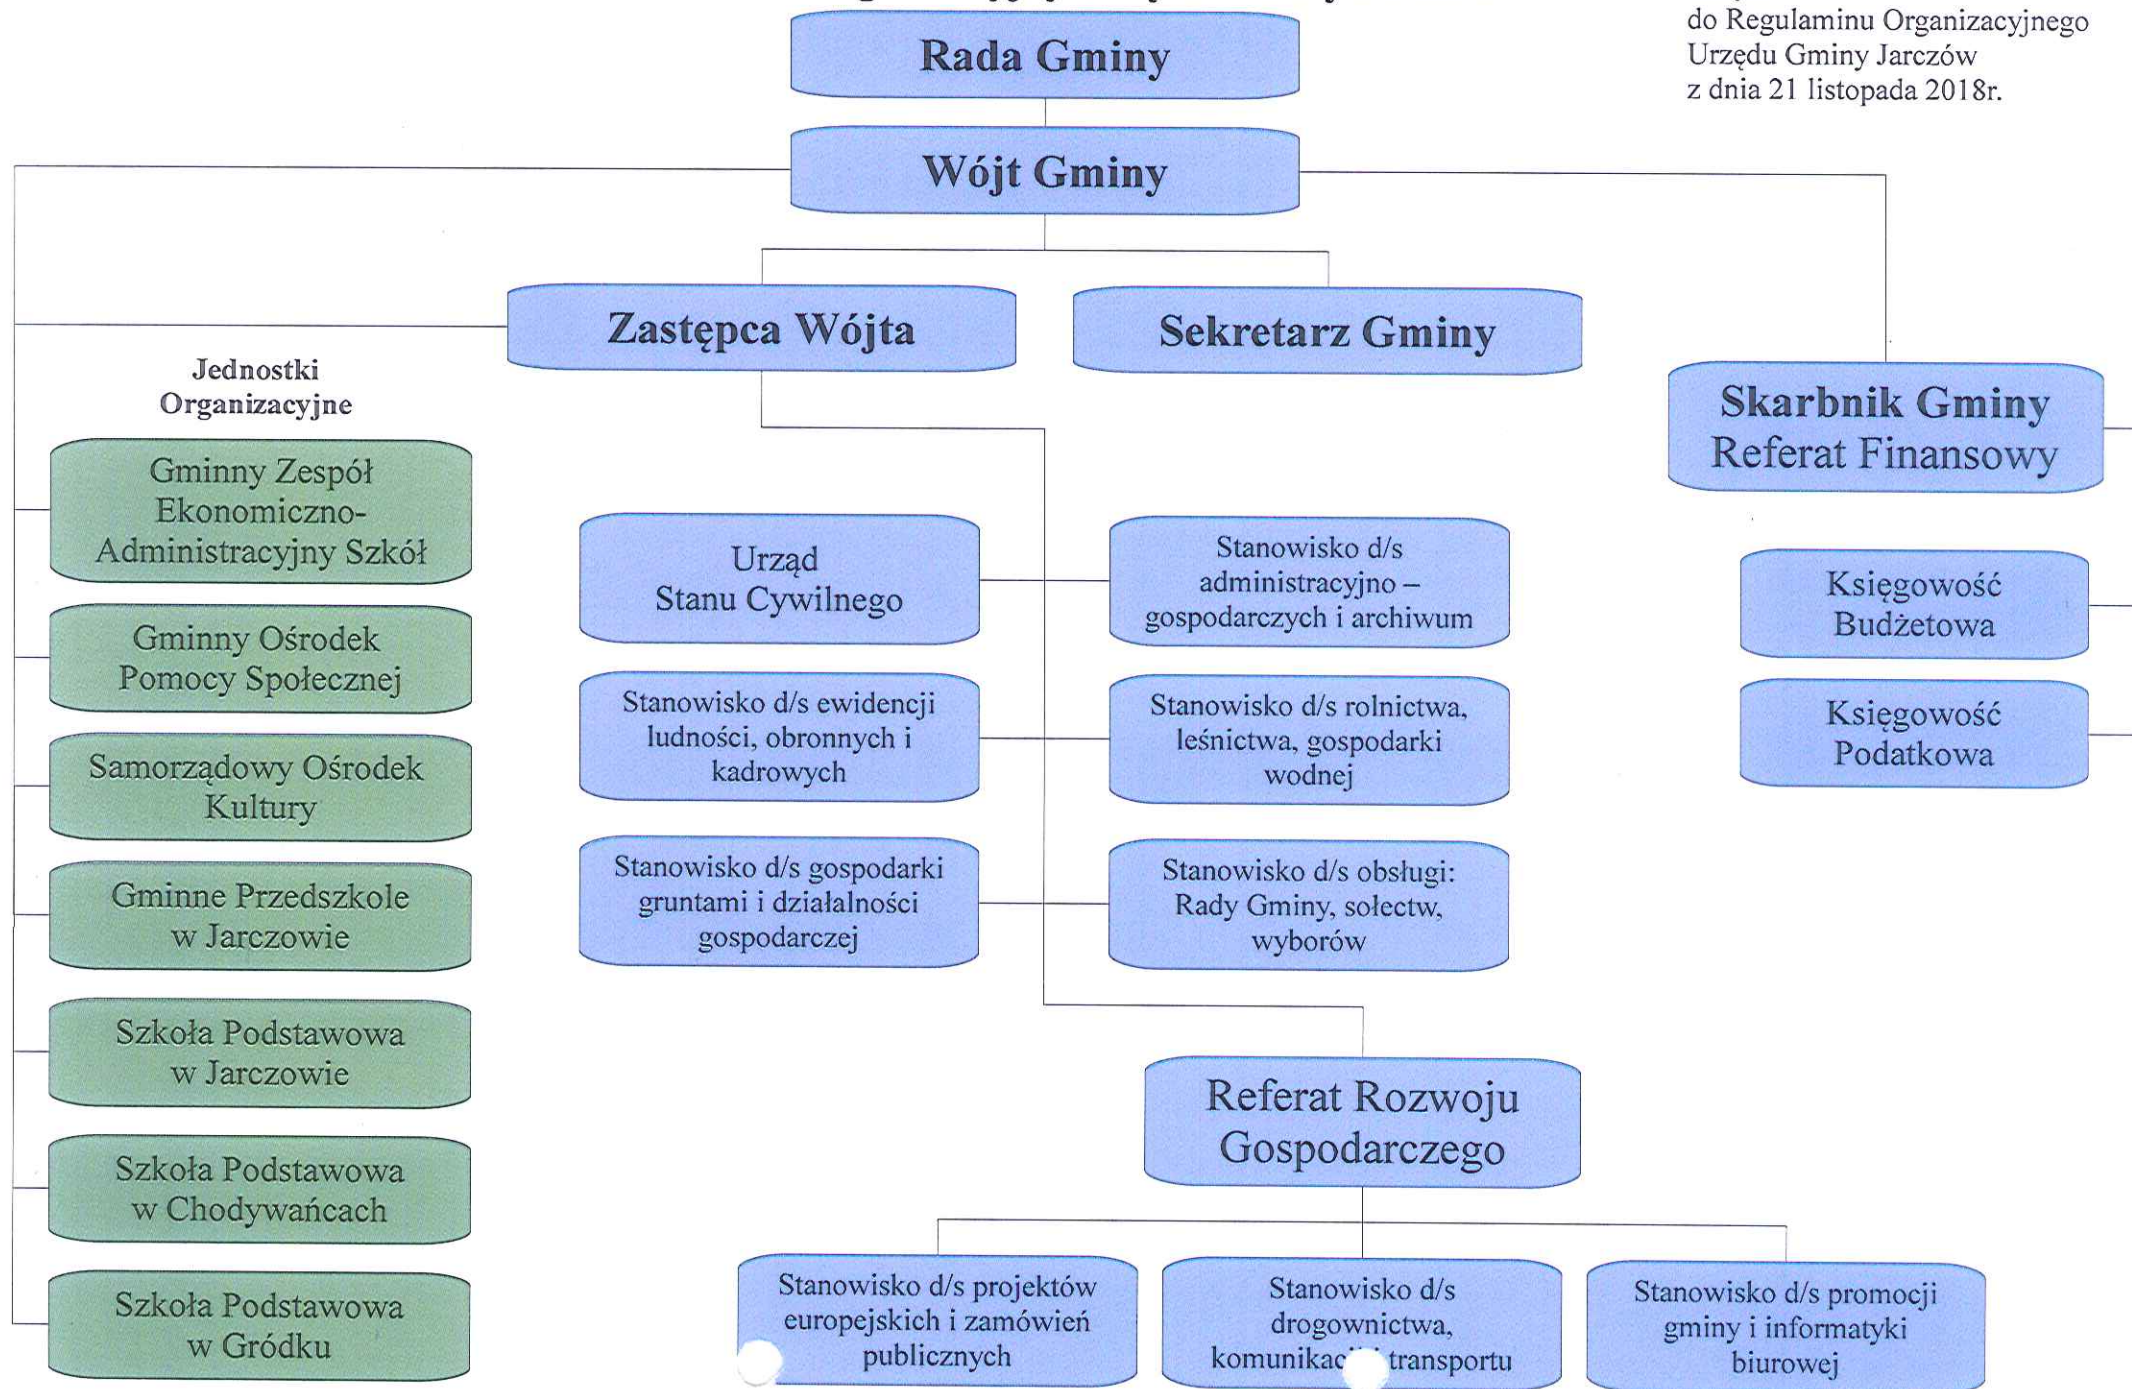 do Regulaminu Organizacyjnego
Urzędu Gminy Jarczów
z dnia 21 listopada 2018r.
Rada Gminy
Wójt Gminy
Zastępca Wójta
Sekretarz Gminy
Skarbnik Gminy
Referat Finansowy
Księgowość
Budżetowa
Księgowość
Podatkowa
Jednostki
Organizacyjne
Gminny Zespół
Ekonomiczno-
Administracyjny Szkół
Gminny Ośrodek
Pomocy Społecznej
Samorządowy Ośrodek
Kultury
Gminne Przedszkole
w Jarczowie
Szkoła Podstawowa
w Jarczowie
Szkoła Podstawowa
w Chodywańcach
Szkoła Podstawowa
w Gródku
Urząd
Stanu Cywilnego
Stanowisko d/s
administracyjno –
gospodarczych i archiwum
Stanowisko d/s ewidencji
ludności, obronnych i
kadrowych
Stanowisko d/s rolnictwa,
leśnictwa, gospodarki
wodnej
Stanowisko d/s gospodarki
gruntami i działalności
gospodarczej
Stanowisko d/s obsługi:
Rady Gminy, sołectw,
wyborów
Referat Rozwoju
Gospodarczego
Stanowisko d/s projektów
europejskich i zamówień
publicznych
Stanowisko d/s
drogownictwa,
transportu
Stanowisko d/s promocji
gminy i informatyki
biurowej